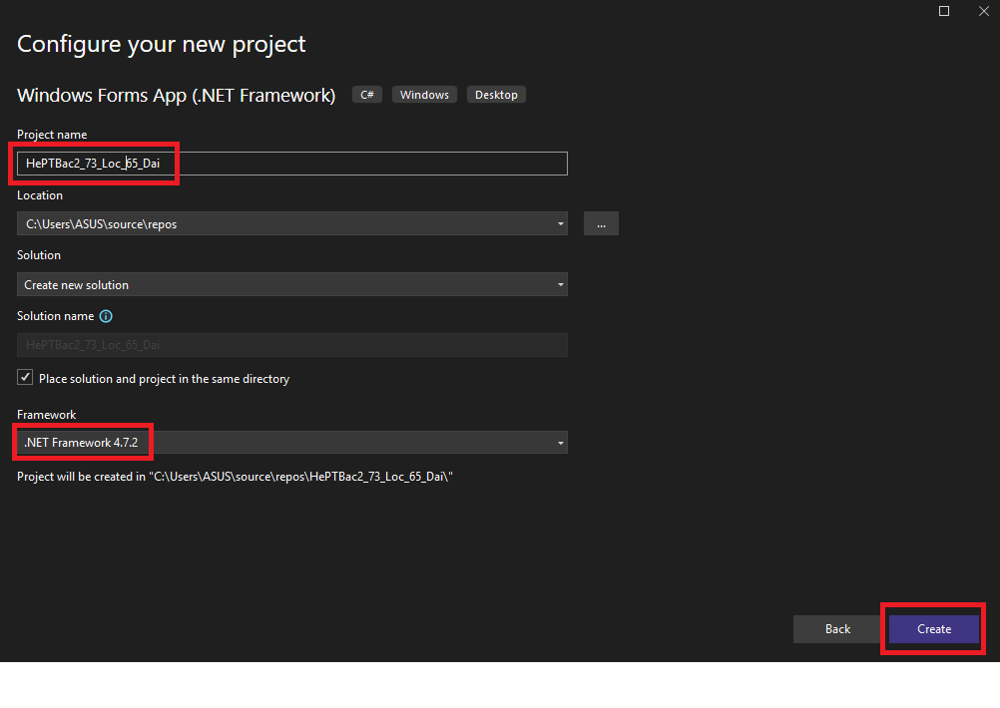 Configure your new project
Windows Forms App (.NET Framework) C# Windows Desktop
Project name
HePTBac2_73_Loc_65_Dai
Location
C:\Users\ASUS\source\repos
...
Solution
Create new solution
Solution name
HePTBac2_73_Loc_65_Dai
Place solution and project in the same directory
Framework
.NET Framework 4.7.2
Project will be created in "C:\Users\ASUS\source\repos\HePTBac2_73_Loc_65_Dai\"
Back Create